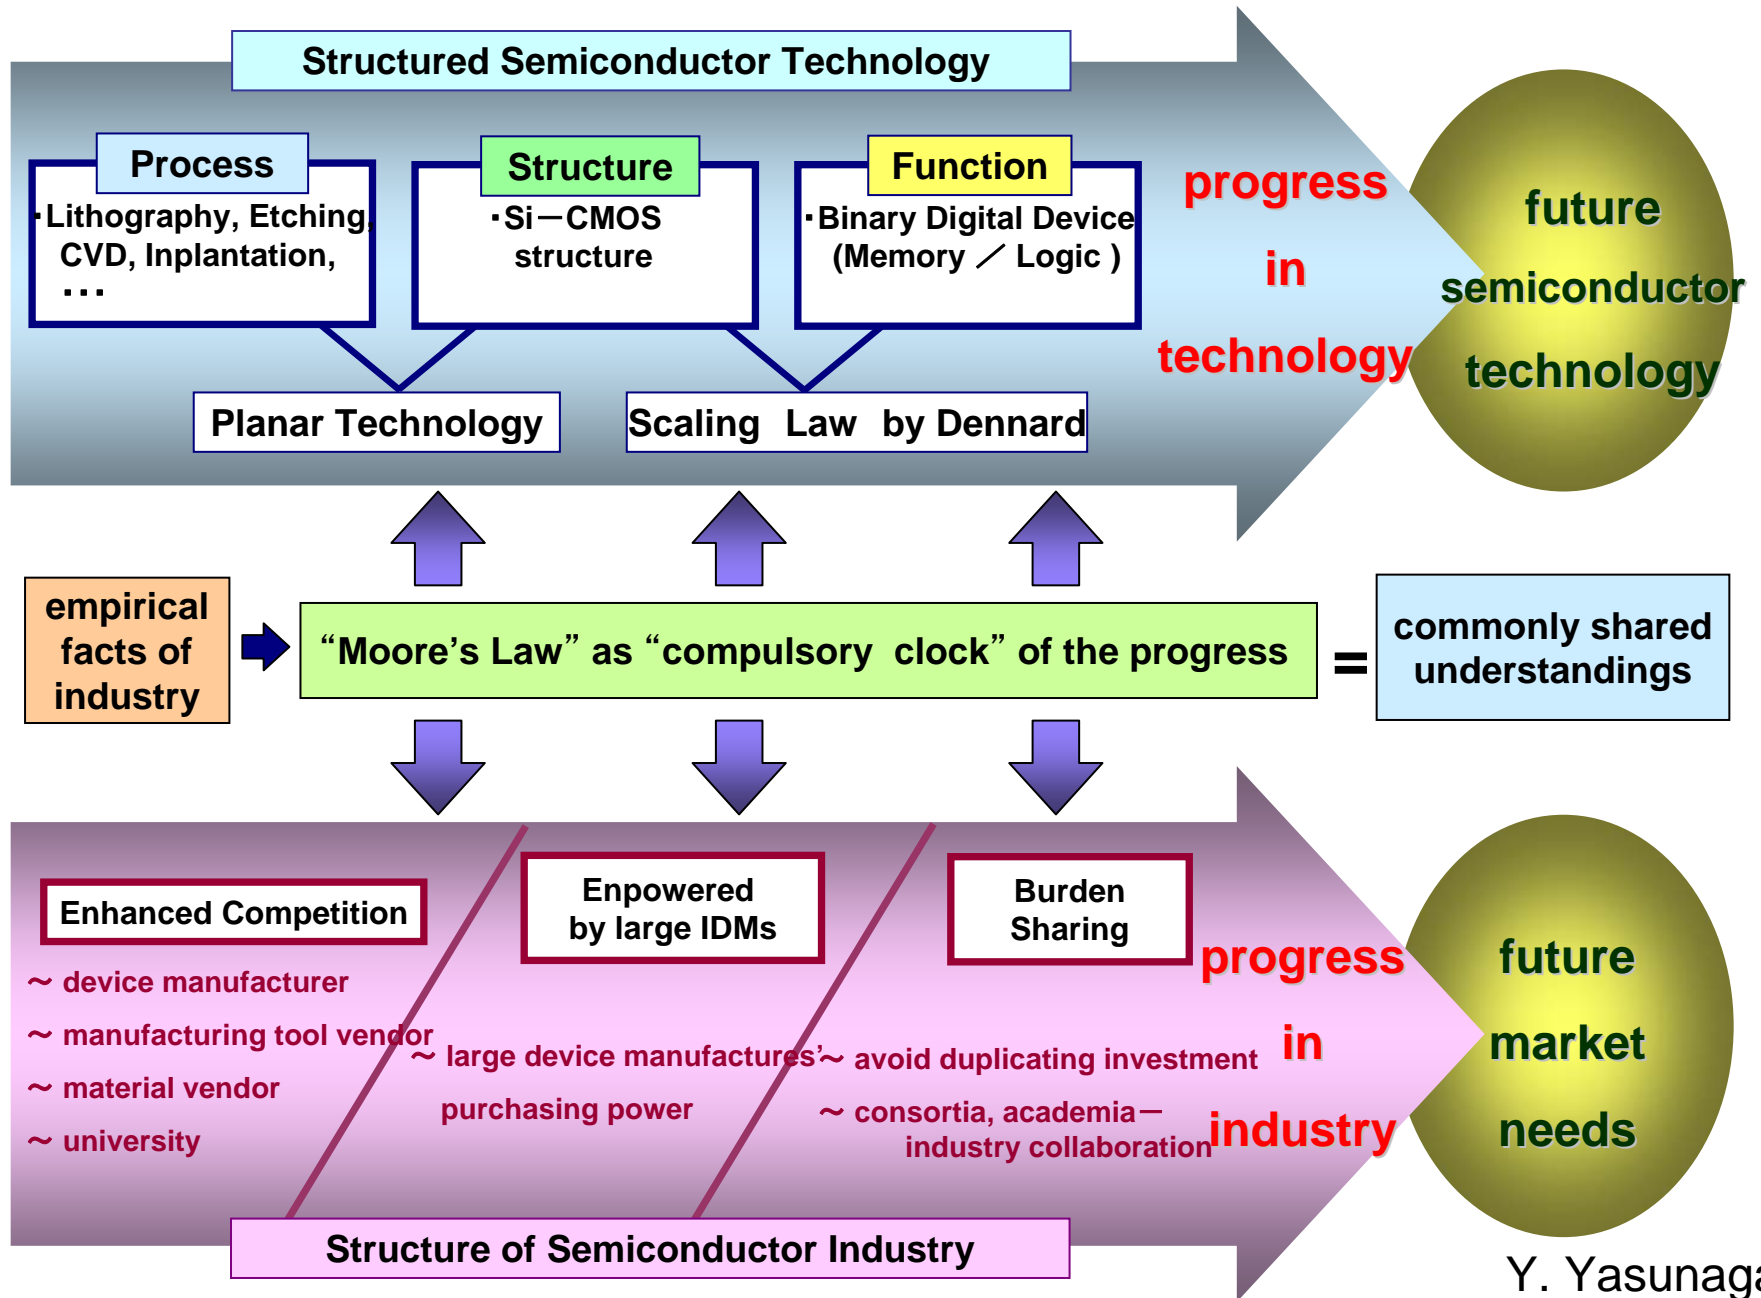 Structured Semiconductor Technology
Process
・Lithography, Etching,
CVD, Inplantation,
・・・
Structure
・Si－CMOS
structure
Function
・Binary Digital Device
(Memory ／ Logic )
Planar Technology
Scaling Law by Dennard
progress
in
technology
future
semiconductor
technology
empirical
facts of
industry
“Moore’s Law” as “compulsory clock” of the progress
=
commonly shared
understandings
Enhanced Competition
～ device manufacturer
～ manufacturing tool vendor
～ material vendor
～ university
Enpowered
by large IDMs
～ large device manufactures’
purchasing power
Burden
Sharing
～ avoid duplicating investment
～ consortia, academia－
industry collaboration
progress
in
industry
future
market
needs
Structure of Semiconductor Industry
Y. Yasunaga